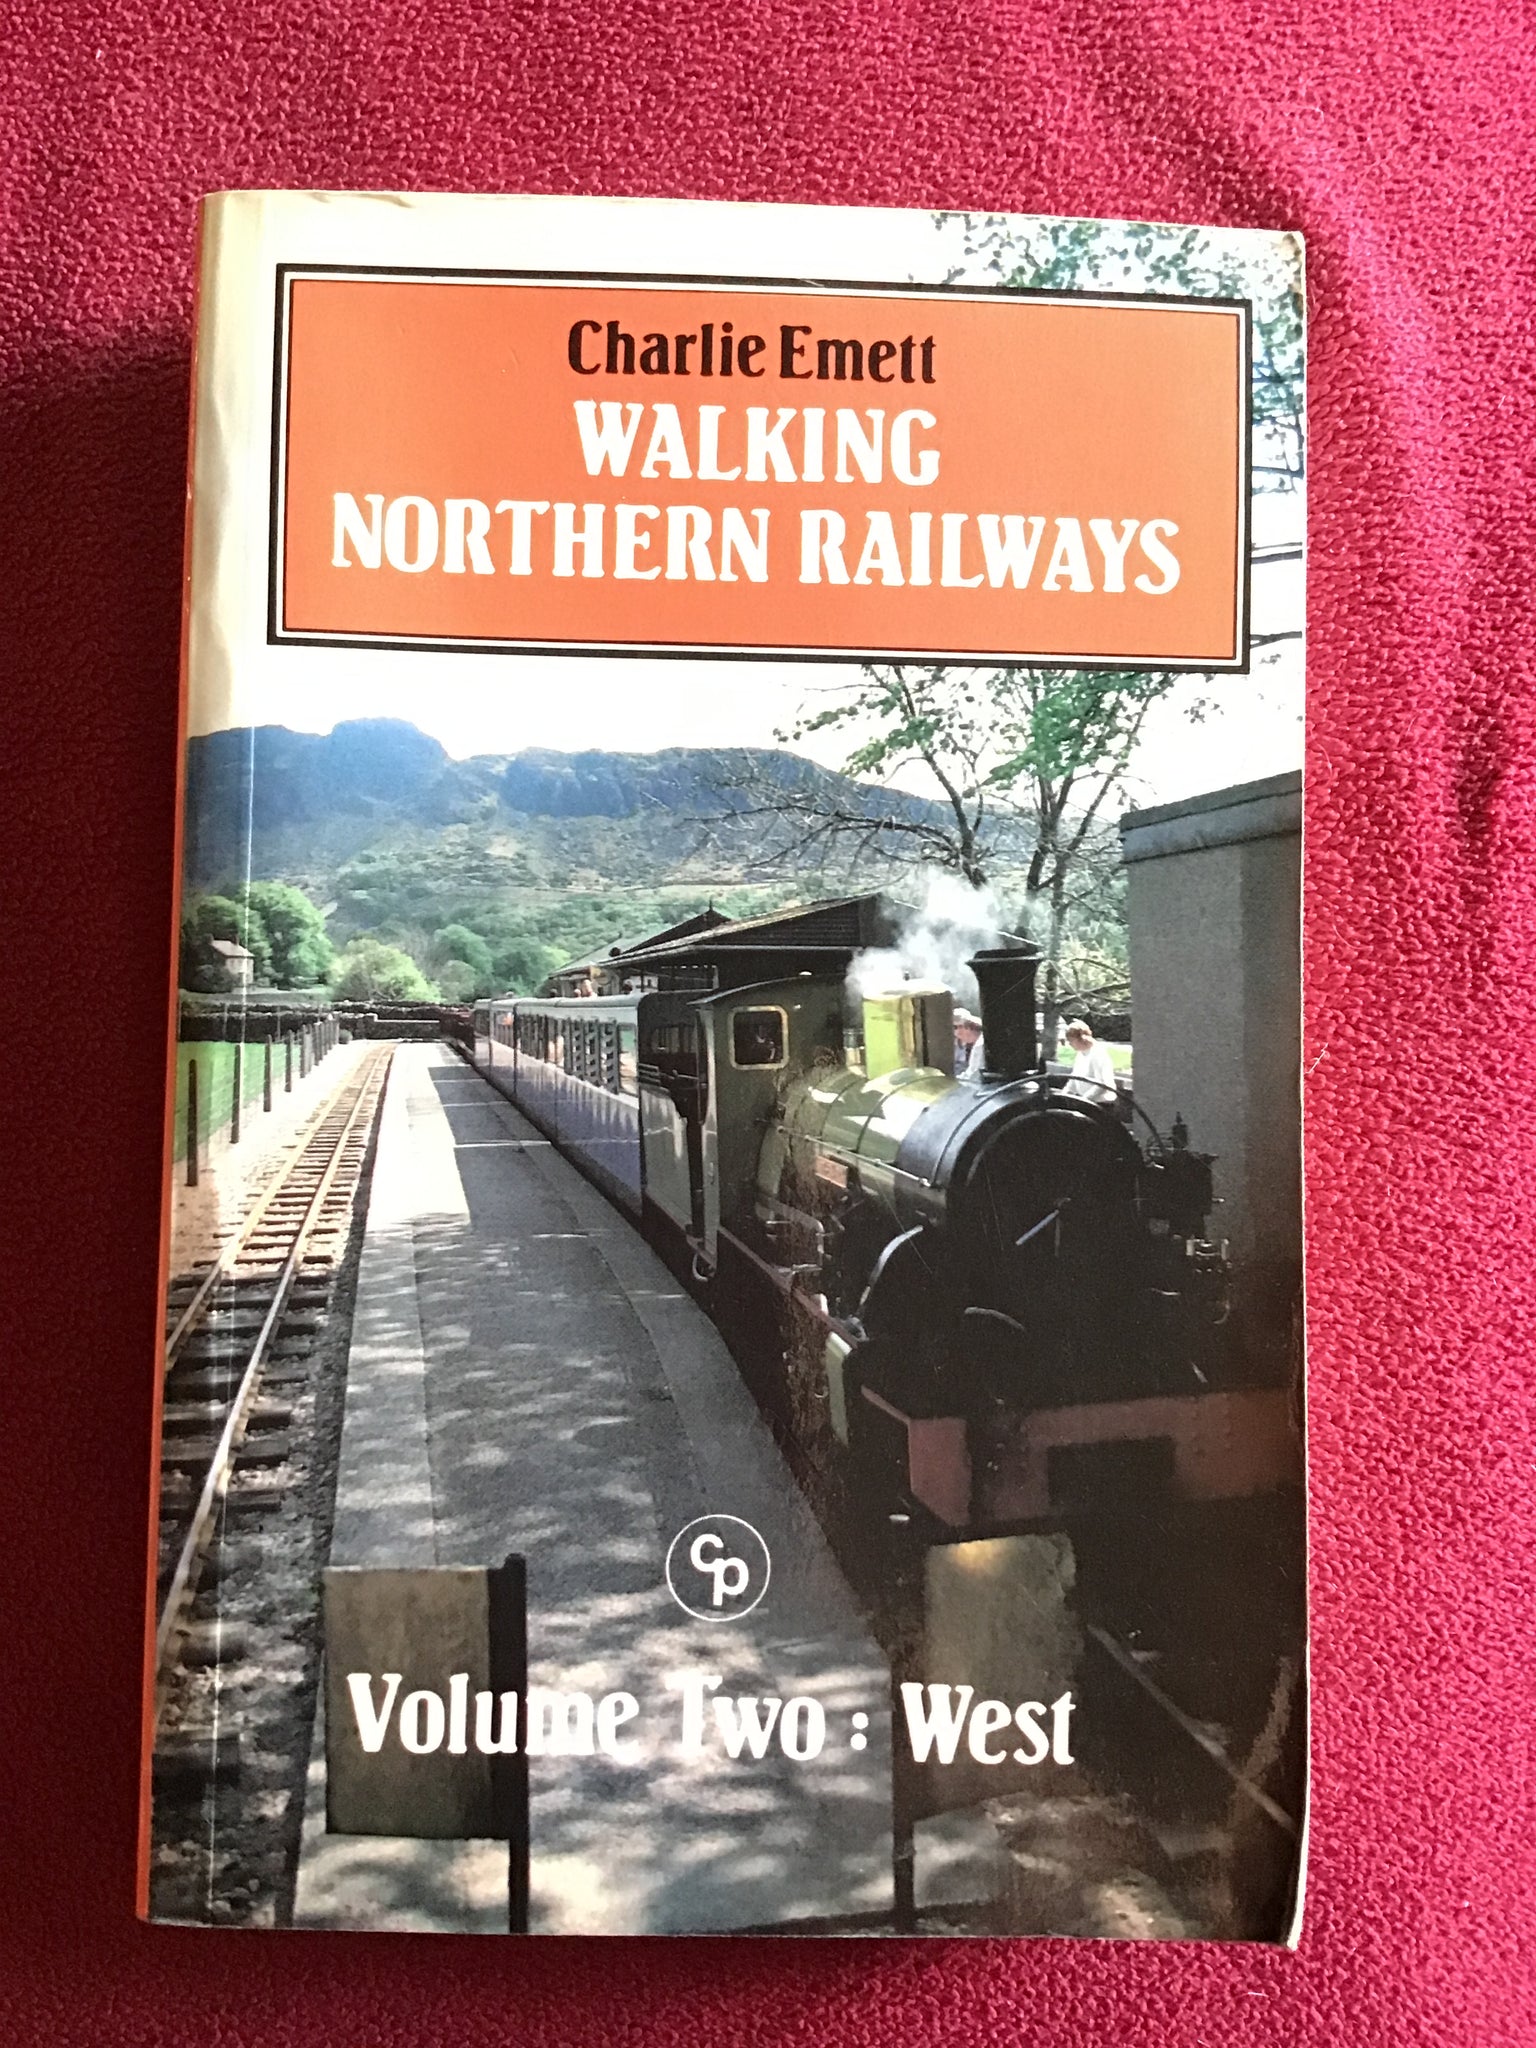 Charlie Emett
WALKING
NORTHERN RAILWAYS
cp
Volume Two : West